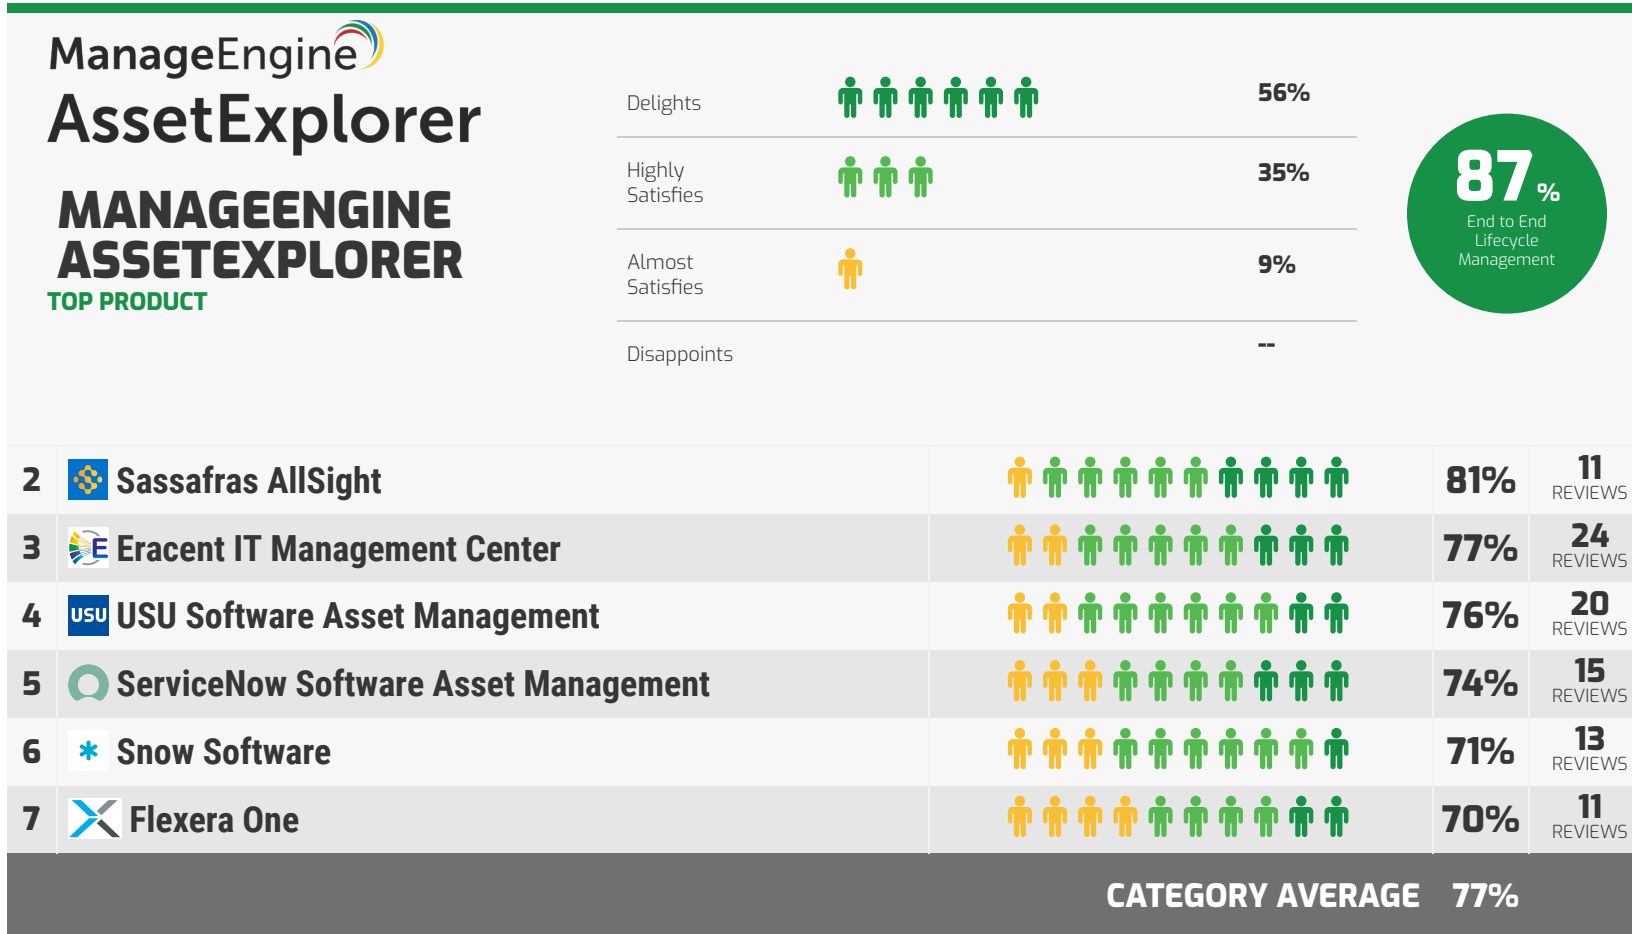 ManageEngine
AssetExplorer
MANAGEENGINE
ASSETEXPLORER
TOP PRODUCT
Delights 56%
Highly
Satisfies 35%
Almost
Satisfies 9%
Disappoints --
87%
End to End
Lifecycle
Management
2 Sassafras AllSight 81% 11
REVIEWS
3 E Eracent IT Management Center 77% 24
REVIEWS
4 USU USU Software Asset Management 76% 20
REVIEWS
5 ServiceNow Software Asset Management 74% 15
REVIEWS
6 Snow Software 71% 13
REVIEWS
7 Flexera One 70% 11
REVIEWS
CATEGORY AVERAGE 77%